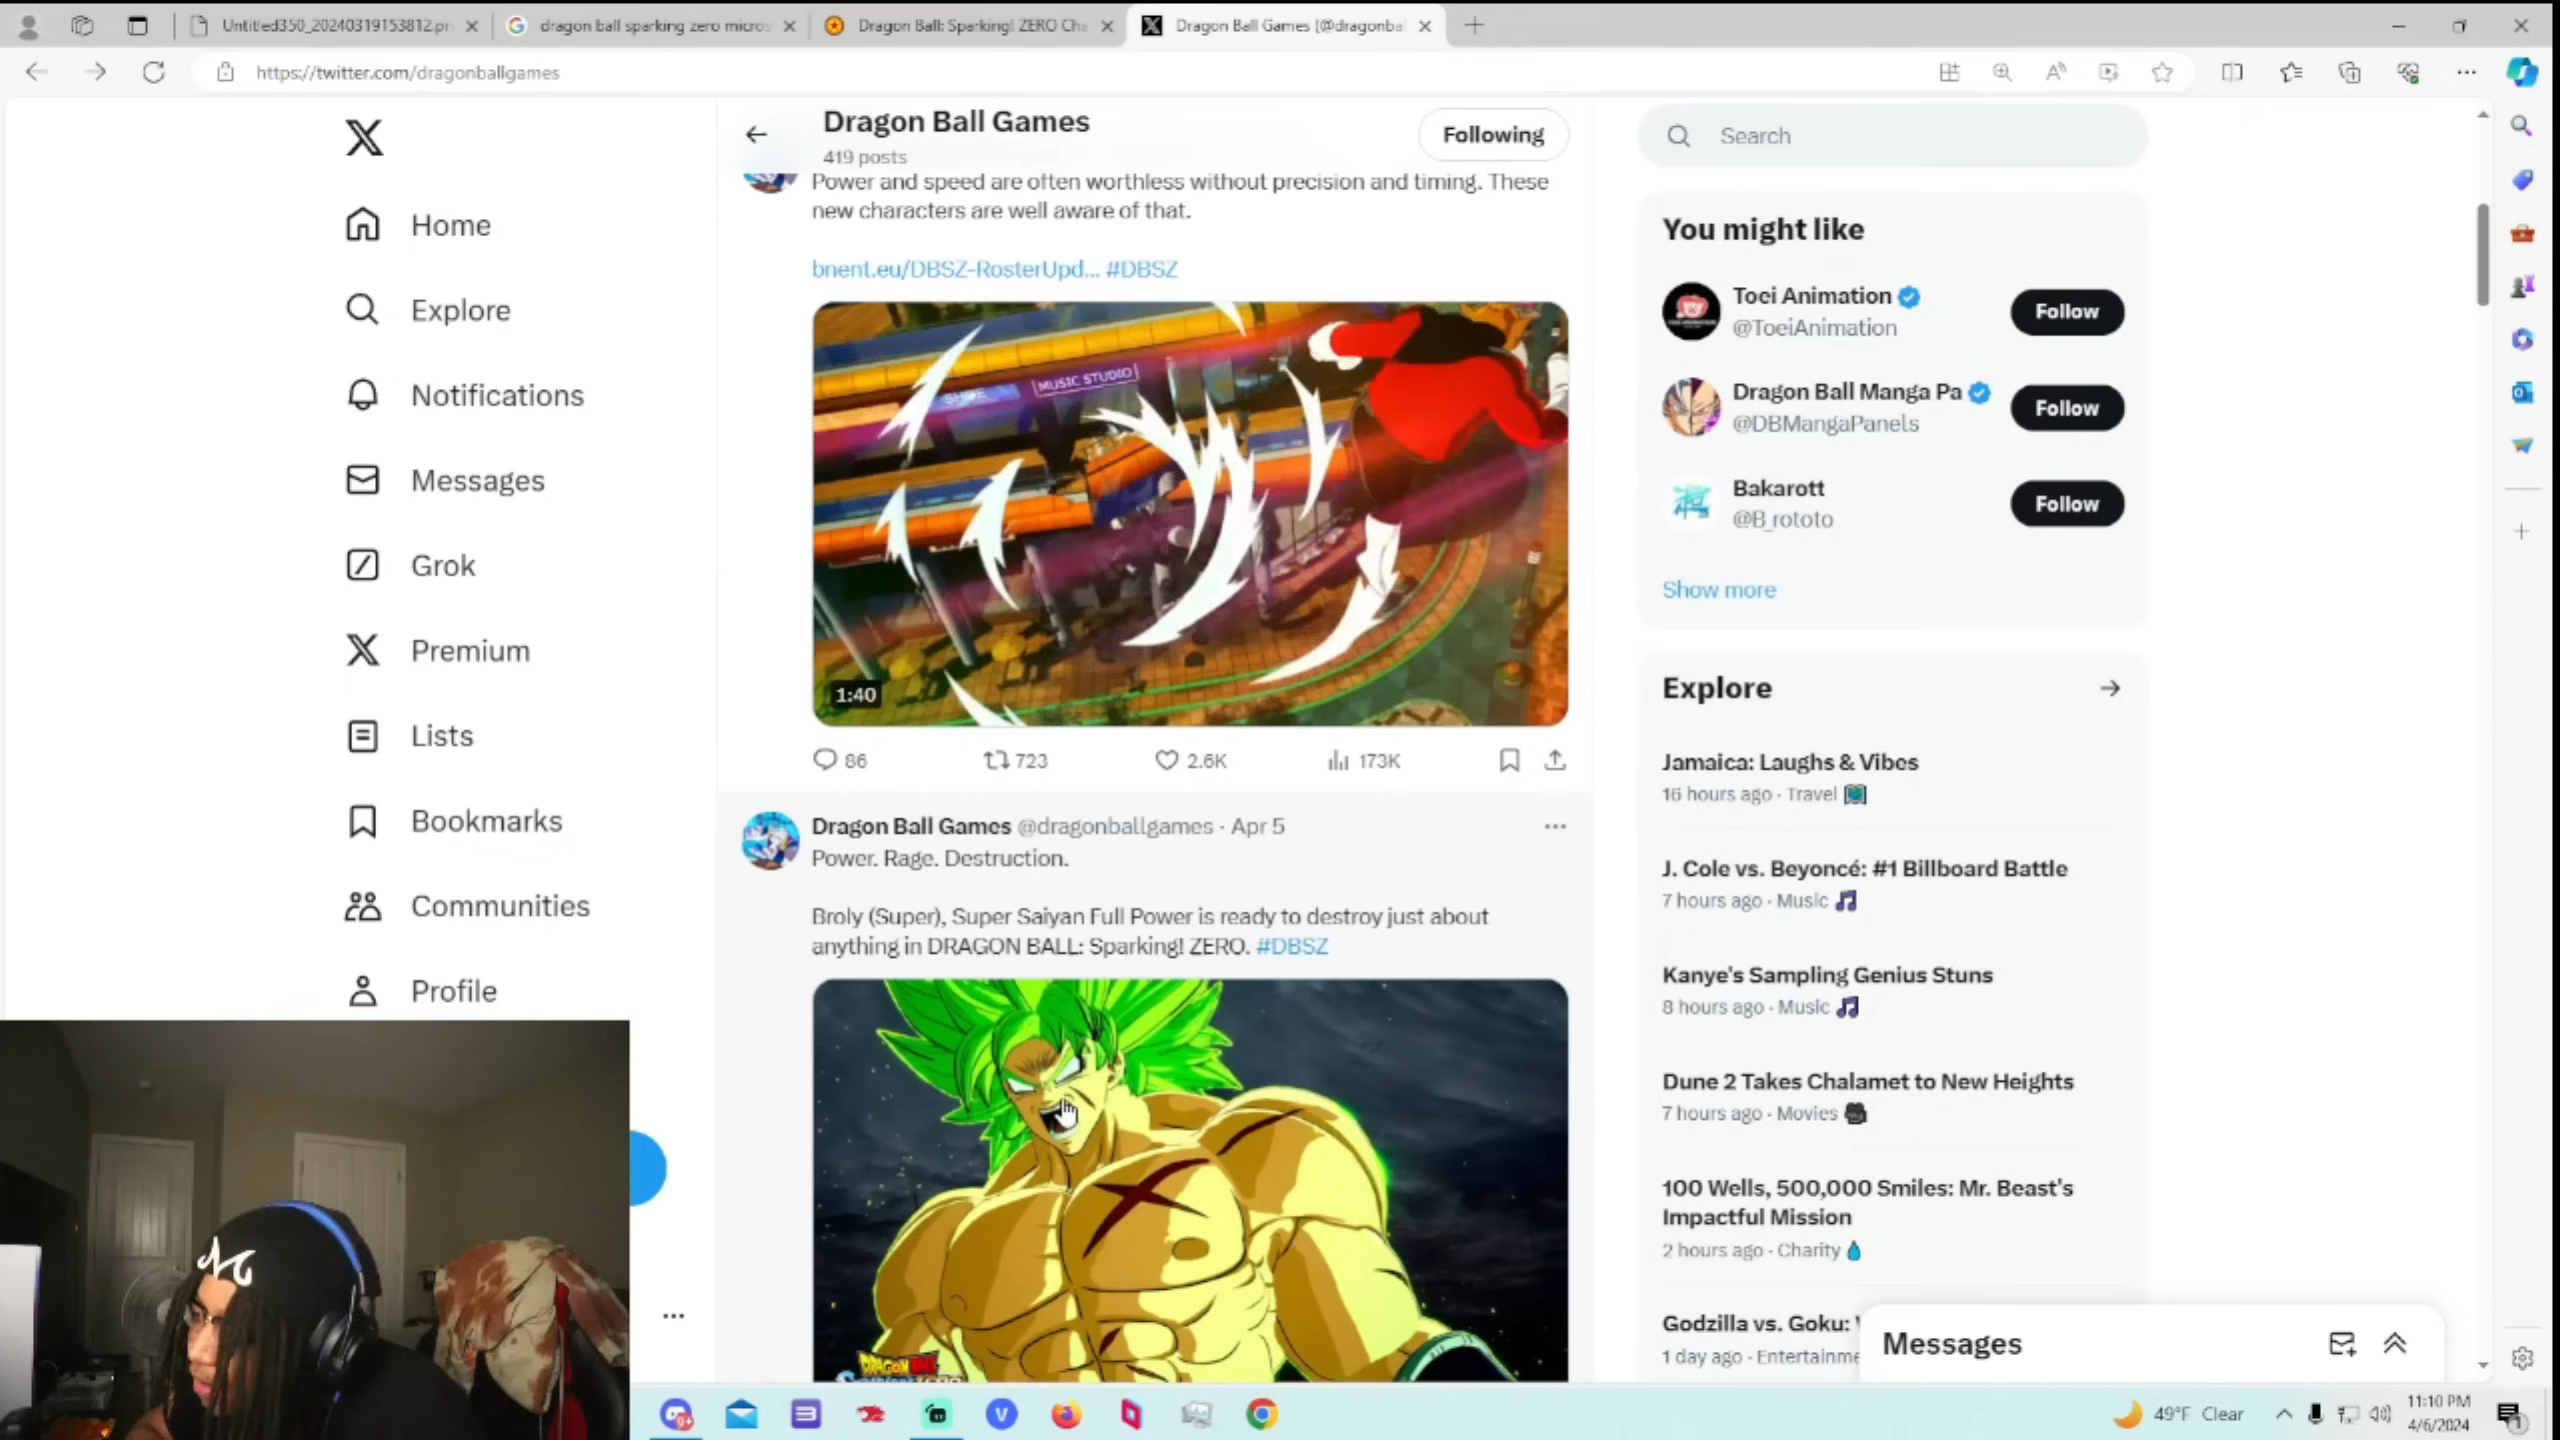 Untitled350_20240319153812.pr
dragon ball sparking zero micros
Dragon Ball: Sparking! ZERO Cha
Dragon Ball Games (@dragonba
https://twitter.com/dragonballgames
Home
Explore
Notifications
Messages
Grok
Premium
Lists
Bookmarks
Communities
Profile
Dragon Ball Games
419 posts
Following
Power and speed are often worthless without precision and timing. These
new characters are well aware of that.
bnent.eu/DBSZ-RosterUpd... #DBSZ
SHOE
MUSIC STUDIO
1:40
86
723
2.6K
173K
Dragon Ball Games @dragonballgames · Apr 5
Power. Rage. Destruction.
Broly (Super), Super Saiyan Full Power is ready to destroy just about
anything in DRAGON BALL: Sparking! ZERO. #DBSZ
DRAGON BALL
Search
You might like
Toei Animation
@ToeiAnimation
Follow
Dragon Ball Manga Pa
@DBMangaPanels
Follow
Bakarott
@B_rototo
Follow
Show more
Explore
Jamaica: Laughs & Vibes
16 hours ago · Travel
J. Cole vs. Beyoncé: #1 Billboard Battle
7 hours ago · Music
Kanye's Sampling Genius Stuns
8 hours ago · Music
Dune 2 Takes Chalamet to New Heights
7 hours ago · Movies
100 Wells, 500,000 Smiles: Mr. Beast's
Impactful Mission
2 hours ago · Charity
Godzilla vs. Goku:
1 day ago · Entertainme
Messages
49°F Clear
11:10 PM
4/6/2024